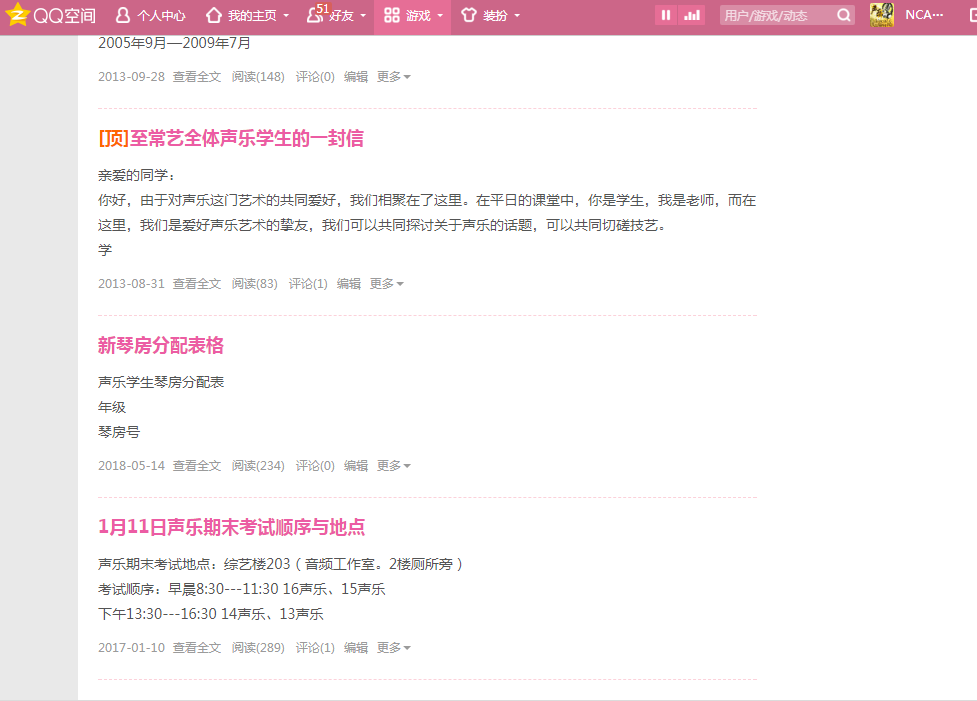 QQ空间 个人中心 我的主页 51 好友 游戏 装扮 用户/游戏/动态 NCA···
2005年9月—2009年7月
2013-09-28 查看全文 阅读(148) 评论(0) 编辑 更多
[顶]至常艺全体声乐学生的一封信
亲爱的同学：
你好，由于对声乐这门艺术的共同爱好，我们相聚在了这里。在平日的课堂中，你是学生，我是老师，而在
这里，我们是爱好声乐艺术的挚友，我们可以共同探讨关于声乐的话题，可以共同切磋技艺。
学
2013-08-31 查看全文 阅读(83) 评论(1) 编辑 更多
新琴房分配表格
声乐学生琴房分配表
年级
琴房号
2018-05-14 查看全文 阅读(234) 评论(0) 编辑 更多
1月11日声乐期末考试顺序与地点
声乐期末考试地点：综艺楼203（音频工作室。2楼厕所旁）
考试顺序：早晨8:30---11:30 16声乐、15声乐
下午13:30---16:30 14声乐、13声乐
2017-01-10 查看全文 阅读(289) 评论(1) 编辑 更多